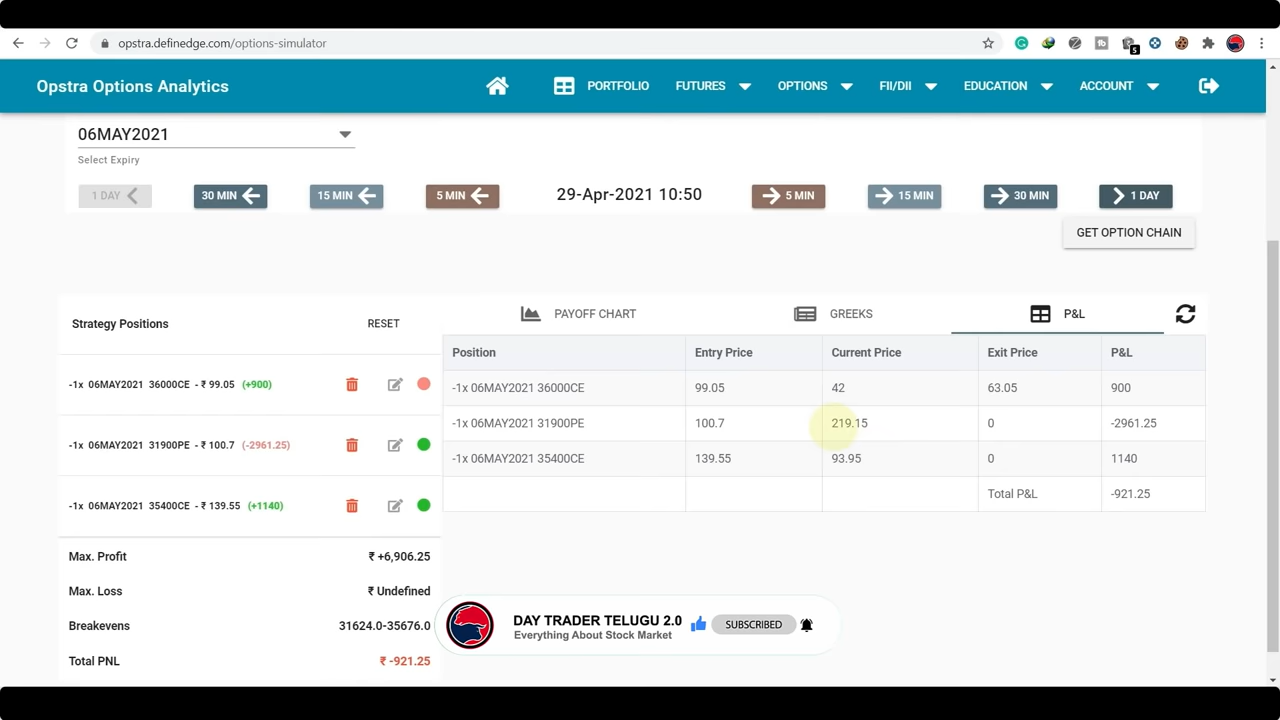 opstra.definedge.com/options-simulator
5
Opstra Options Analytics
PORTFOLIO
FUTURES
OPTIONS
FII/DII
EDUCATION
ACCOUNT
06MAY2021
Select Expiry
1 DAY
30 MIN
15 MIN
5 MIN
29-Apr-2021 10:50
5 MIN
15 MIN
30 MIN
1 DAY
GET OPTION CHAIN
Strategy Positions
RESET
-1x 06MAY2021 36000CE - ₹ 99.05 (+900)
-1x 06MAY2021 31900PE - ₹ 100.7 (-2961.25)
-1x 06MAY2021 35400CE - ₹ 139.55 (+1140)
Max. Profit ₹ +6,906.25
Max. Loss ₹ Undefined
Breakevens 31624.0-35676.0
Total PNL ₹ -921.25
PAYOFF CHART
GREEKS
P&L
Position Entry Price Current Price Exit Price P&L
-1x 06MAY2021 36000CE 99.05 42 63.05 900
-1x 06MAY2021 31900PE 100.7 219.15 0 -2961.25
-1x 06MAY2021 35400CE 139.55 93.95 0 1140
Total P&L -921.25
DAY TRADER TELUGU 2.0
Everything About Stock Market
SUBSCRIBED